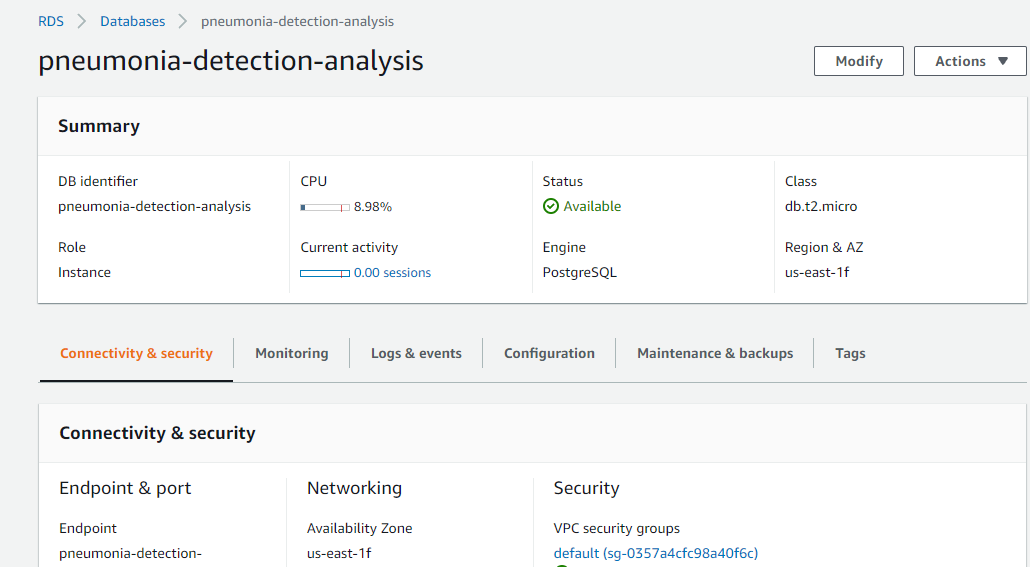 RDS > Databases > pneumonia-detection-analysis
pneumonia-detection-analysis
Modify
Actions
Summary
DB identifier
pneumonia-detection-analysis
CPU
8.98%
Status
Available
Class
db.t2.micro
Role
Instance
Current activity
0.00 sessions
Engine
PostgreSQL
Region & AZ
us-east-1f
Connectivity & security
Monitoring
Logs & events
Configuration
Maintenance & backups
Tags
Connectivity & security
Endpoint & port
Endpoint
pneumonia-detection-
Networking
Availability Zone
us-east-1f
Security
VPC security groups
default (sg-0357a4cfc98a40f6c)